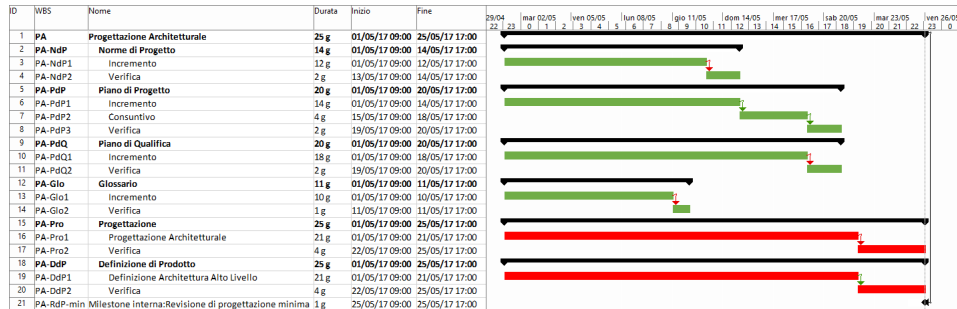 ID WBS Nome Durata Inizio Fine
29/04 mar 02/05 ven 05/05 lun 08/05 gio 11/05 dom 14/05 mer 17/05 sab 20/05 mar 23/05 ven 26/05
22 23 0 1 2 3 4 5 6 7 8 9 10 11 12 13 14 15 16 17 18 19 20 21 22 23 0
1 PA Progettazione Architetturale 25 g 01/05/17 09:00 25/05/17 17:00
2 PA-NdP Norme di Progetto 14 g 01/05/17 09:00 14/05/17 17:00
3 PA-NdP1 Incremento 12 g 01/05/17 09:00 12/05/17 17:00
4 PA-NdP2 Verifica 2 g 13/05/17 09:00 14/05/17 17:00
5 PA-PdP Piano di Progetto 20 g 01/05/17 09:00 20/05/17 17:00
6 PA-PdP1 Incremento 14 g 01/05/17 09:00 14/05/17 17:00
7 PA-PdP2 Consuntivo 4 g 15/05/17 09:00 18/05/17 17:00
8 PA-PdP3 Verifica 2 g 19/05/17 09:00 20/05/17 17:00
9 PA-PdQ Piano di Qualifica 20 g 01/05/17 09:00 20/05/17 17:00
10 PA-PdQ1 Incremento 18 g 01/05/17 09:00 18/05/17 17:00
11 PA-PdQ2 Verifica 2 g 19/05/17 09:00 20/05/17 17:00
12 PA-Glo Glossario 11 g 01/05/17 09:00 11/05/17 17:00
13 PA-Glo1 Incremento 10 g 01/05/17 09:00 10/05/17 17:00
14 PA-Glo2 Verifica 1 g 11/05/17 09:00 11/05/17 17:00
15 PA-Pro Progettazione 25 g 01/05/17 09:00 25/05/17 17:00
16 PA-Pro1 Progettazione Architetturale 21 g 01/05/17 09:00 21/05/17 17:00
17 PA-Pro2 Verifica 4 g 22/05/17 09:00 25/05/17 17:00
18 PA-DdP Definizione di Prodotto 25 g 01/05/17 09:00 25/05/17 17:00
19 PA-DdP1 Definizione Architettura Alto Livello 21 g 01/05/17 09:00 21/05/17 17:00
20 PA-DdP2 Verifica 4 g 22/05/17 09:00 25/05/17 17:00
21 PA-RdP-min Milestone interna:Revisione di progettazione minima 1 g 25/05/17 09:00 25/05/17 17:00